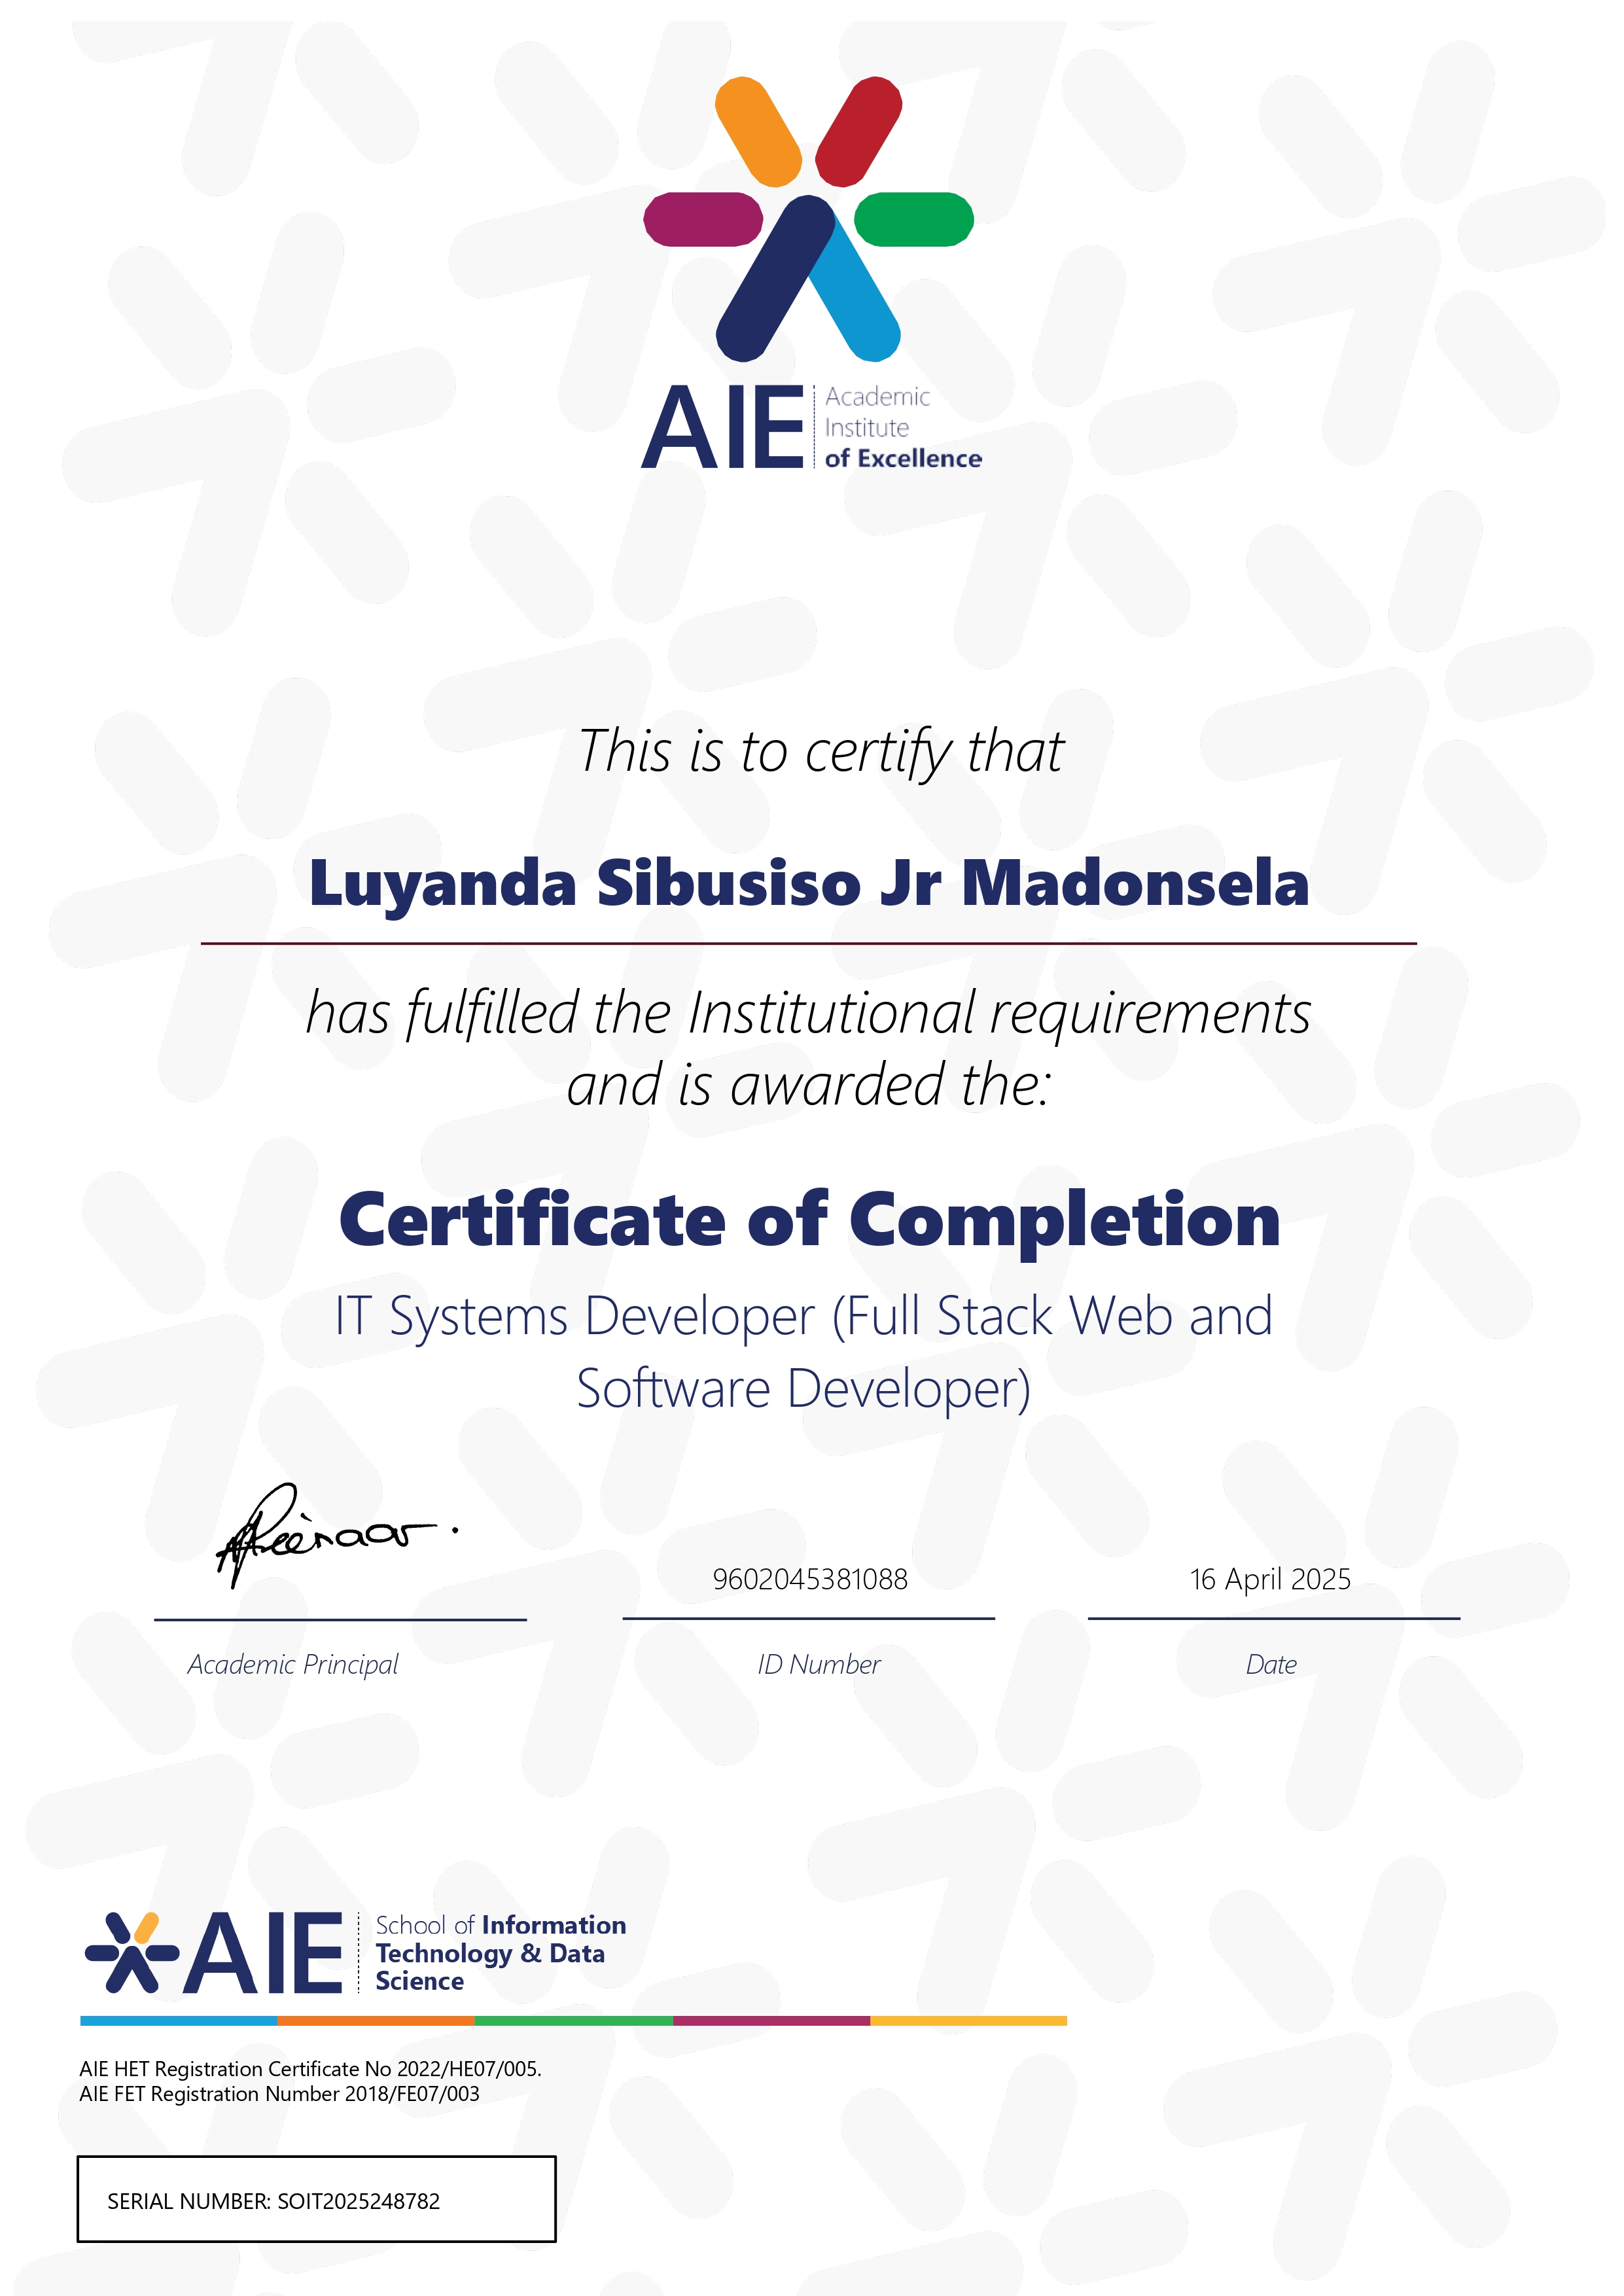 AIE
Academic
Institute
of Excellence
This is to certify that
Luyanda Sibusiso Jr Madonsela
has fulfilled the Institutional requirements
and is awarded the:
Certificate of Completion
IT Systems Developer (Full Stack Web and
Software Developer)
9602045381088
16 April 2025
Academic Principal
ID Number
Date
AIE
School of Information
Technology & Data
Science
AIE HET Registration Certificate No 2022/HE07/005.
AIE FET Registration Number 2018/FE07/003
SERIAL NUMBER: SOIT2025248782